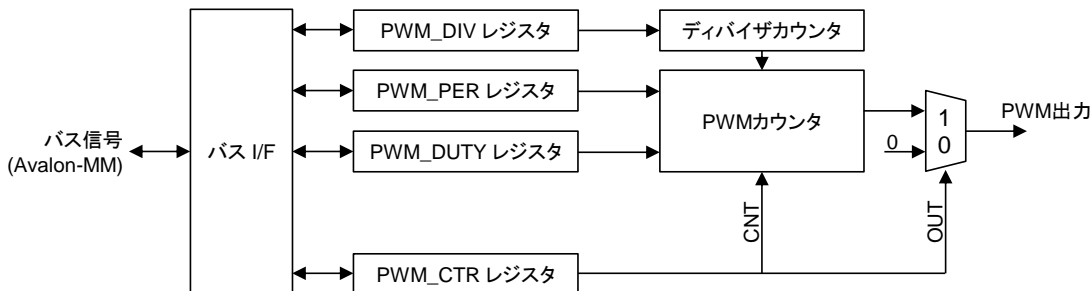 PWM_DIV レジスタ
ディバイザカウンタ
PWM_PER レジスタ
PWMカウンタ
PWM_DUTY レジスタ
バス信号
(Avalon-MM)
バス I/F
1
0
0
PWM出力
CNT
OUT
PWM_CTR レジスタ